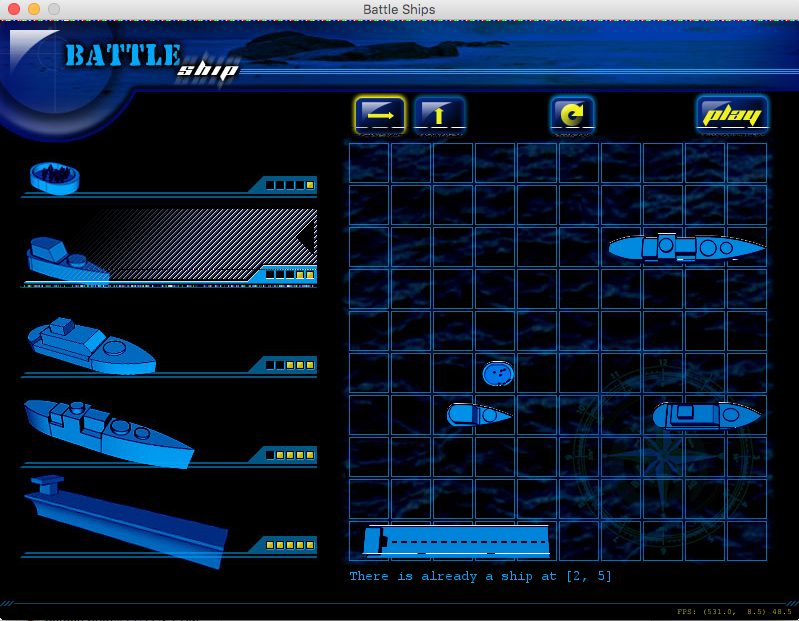 Battle Ships
BATTLE
ship
play
There is already a ship at [2, 5]
FPS: (531.0, 8.5) 48.5